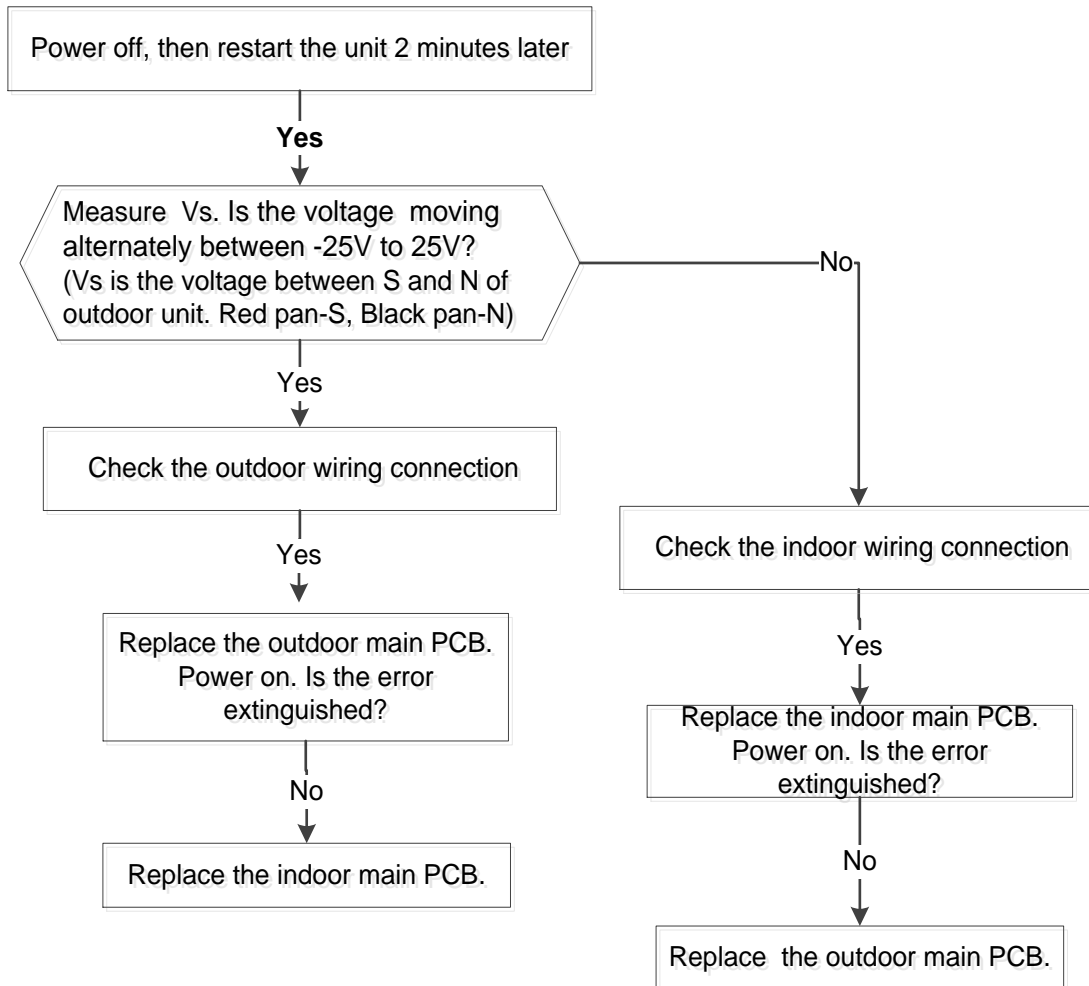 Power off, then restart the unit 2 minutes later
Yes
Measure Vs. Is the voltage moving
alternately between -25V to 25V?
(Vs is the voltage between S and N of
outdoor unit. Red pan-S, Black pan-N)
No
Yes
Check the outdoor wiring connection
Yes
Check the indoor wiring connection
Replace the outdoor main PCB.
Power on. Is the error
extinguished?
Yes
Replace the indoor main PCB.
Power on. Is the error
extinguished?
No
Replace the indoor main PCB.
No
Replace the outdoor main PCB.